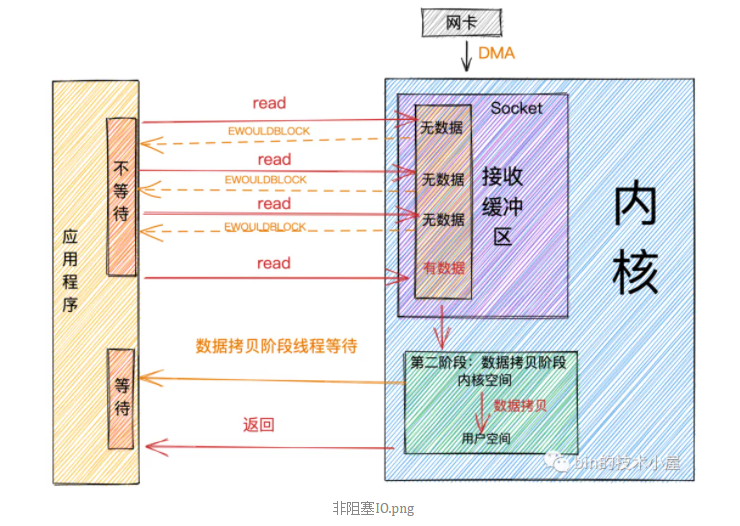 网卡
DMA
read
EWOULDBLOCK
read
EWOULDBLOCK
read
EWOULDBLOCK
read
应用程序
不等待
等待
Socket
无数据
无数据
无数据
有数据
接收
缓冲
区
内核
数据拷贝阶段线程等待
返回
第二阶段：数据拷贝阶段
内核空间
数据拷贝
用户空间
bin的技术小屋
非阻塞IO.png